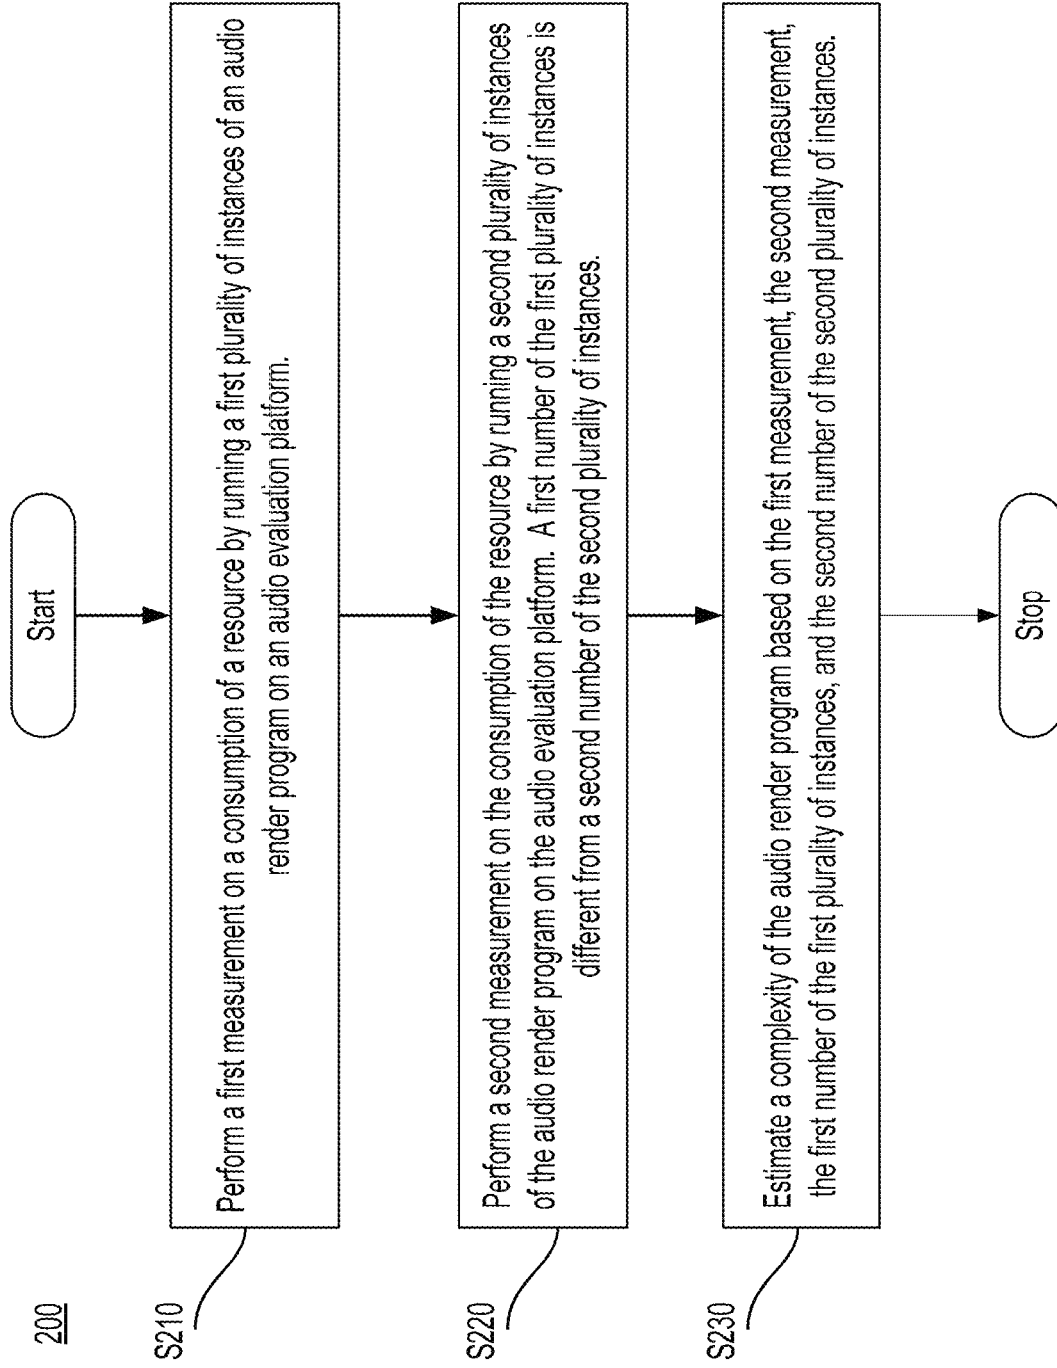 200
Start
S210
Perform a first measurement on a consumption of a resource by running a first plurality of instances of an audio
render program on an audio evaluation platform.
S220
Perform a second measurement on the consumption of the resource by running a second plurality of instances
of the audio render program on the audio evaluation platform. A first number of the first plurality of instances is
different from a second number of the second plurality of instances.
S230
Estimate a complexity of the audio render program based on the first measurement, the second measurement,
the first number of the first plurality of instances, and the second number of the second plurality of instances.
Stop